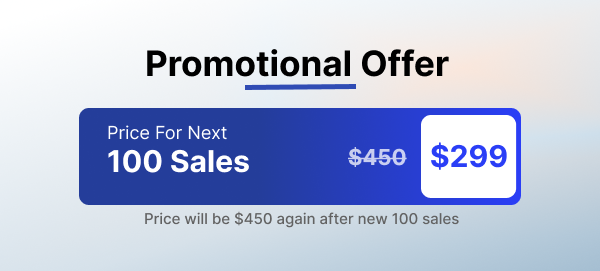 Promotional Offer
Price For Next
100 Sales
$450
$299
Price will be $450 again after new 100 sales